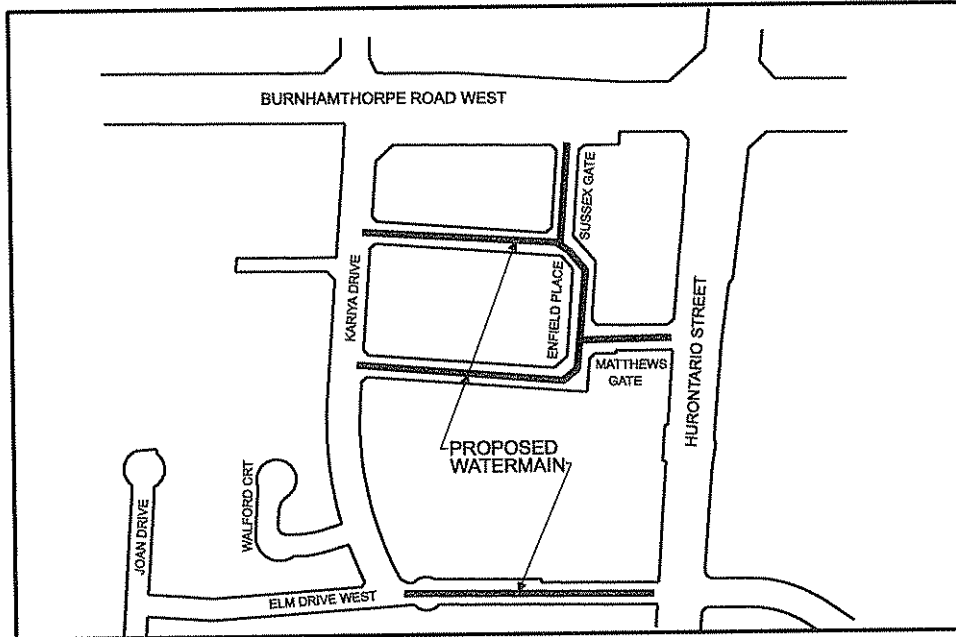 BURNHAMTHORPE ROAD WEST
SUSSEX GATE
KARIYA DRIVE
ENFIELD PLACE
MATTHEWS
GATE
HURONTARIO STREET
PROPOSED
WATERMAIN
WALFORD CRT
JOAN DRIVE
ELM DRIVE WEST